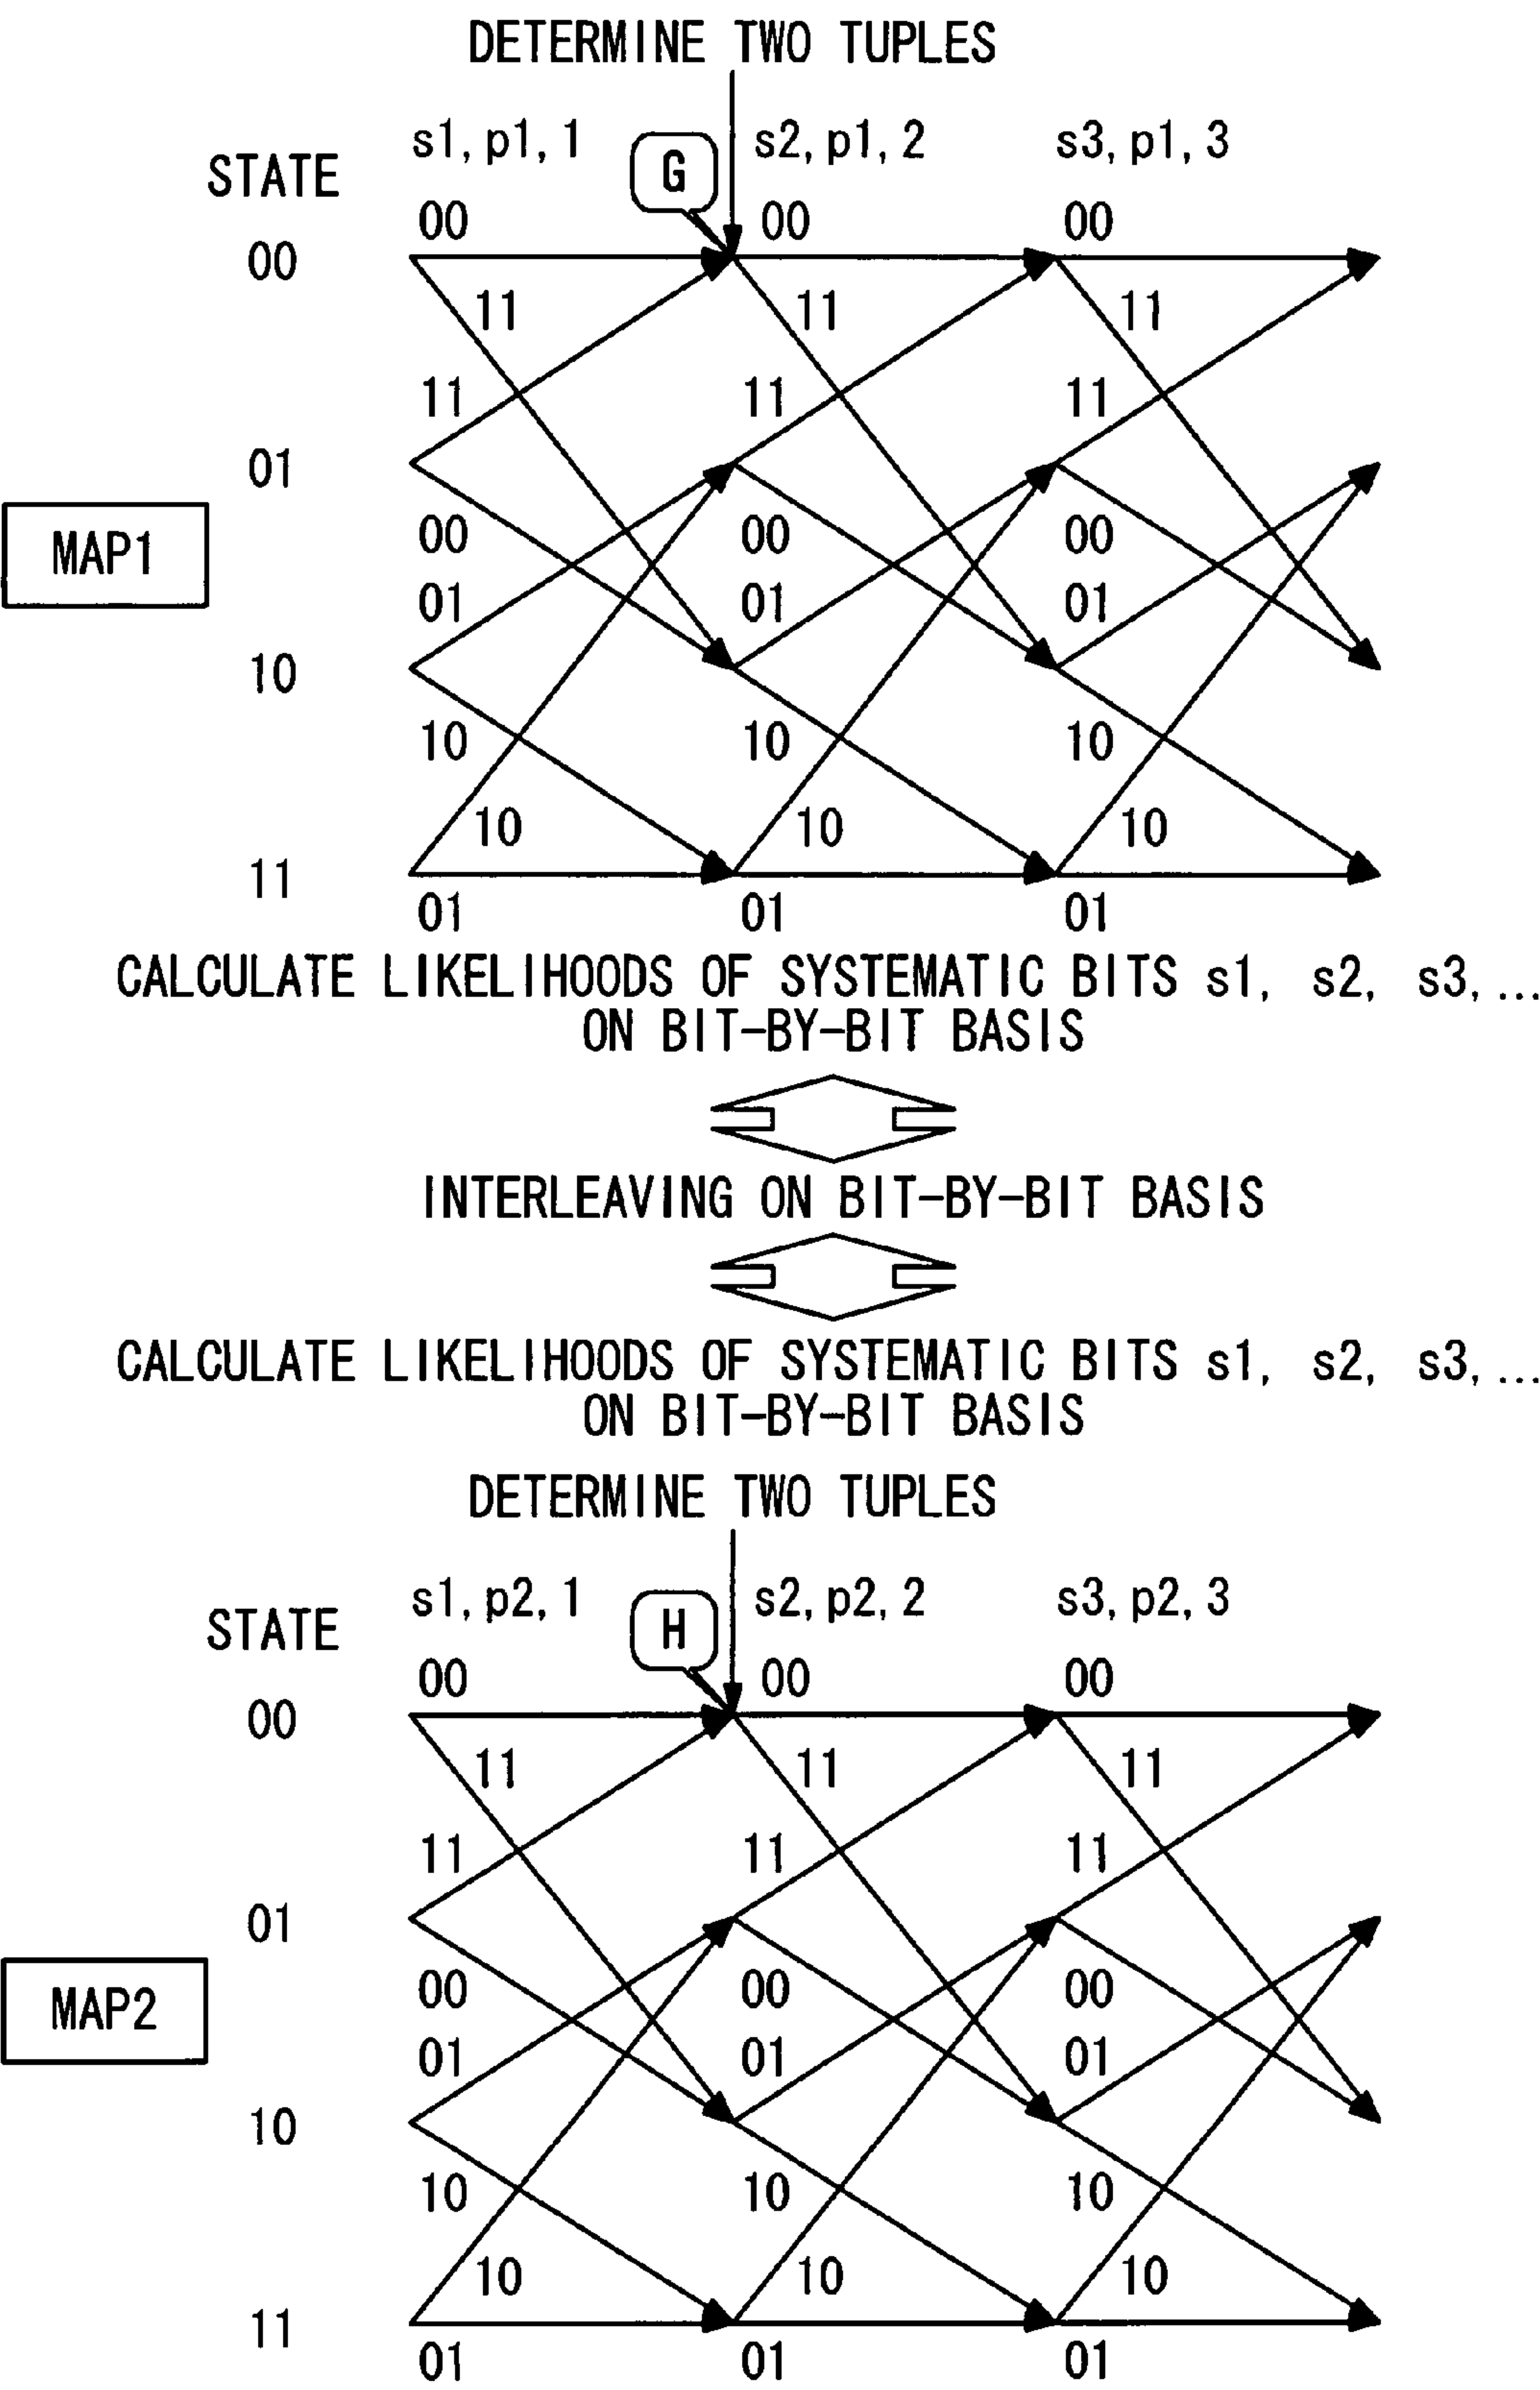 DETERMINE TWO TUPLES
s1, p1, 1 G s2, p1, 2 s3, p1, 3
STATE
00 00 00
00
11 11 11
11 11 11
01
00 00 00
MAP1
01 01 01
10
10 10 10
10 10 10
11
01 01 01
CALCULATE LIKELIHOODS OF SYSTEMATIC BITS s1, s2, s3, ...
ON BIT-BY-BIT BASIS
INTERLEAVING ON BIT-BY-BIT BASIS
CALCULATE LIKELIHOODS OF SYSTEMATIC BITS s1, s2, s3, ...
ON BIT-BY-BIT BASIS
DETERMINE TWO TUPLES
s1, p2, 1 H s2, p2, 2 s3, p2, 3
STATE
00 00 00
00
11 11 11
11 11 11
01
00 00 00
MAP2
01 01 01
10
10 10 10
10 10 10
11
01 01 01